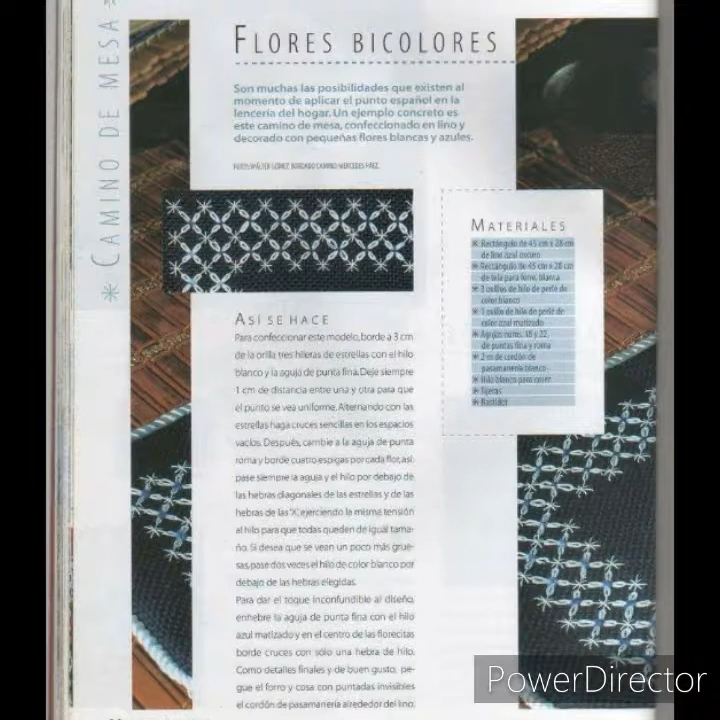 CAMINO DE MESA
FLORES BICOLORES
Son muchas las posibilidades que existen al
momento de aplicar el punto español en la
lencería del hogar. Un ejemplo concreto es
este camino de mesa, confeccionado en lino y
decorado con pequeñas flores blancas y azules.
FOTOS: WALTER GOMEZ. BORDADO CAMINO: MERCEDES PAEZ.
MATERIALES
Rectángulo de 45 cm x 28 cm
de lino azul oscuro
Rectángulo de 45 cm x 28 cm
de tela para forro, blanca
3 ovillos de hilo de perlé de
color blanco
1 ovillo de hilo de perlé de
color azul matizado
Agujas nums. 18 y 22,
de puntas fina y roma
2 m de cordón de
pasamanería blanco
Hilo blanco para coser
Tijeras
Bastidor
ASÍ SE HACE
Para confeccionar este modelo, borde a 3 cm
de la orilla tres hileras de estrellas con el hilo
blanco y la aguja de punta fina. Deje siempre
1 cm de distancia entre una y otra para que
el punto se vea uniforme. Alternando con las
estrellas haga cruces sencillas en los espacios
vacíos. Después, cambie a la aguja de punta
roma y borde cuatro espigas por cada flor, así:
pase siempre la aguja y el hilo por debajo de
las hebras diagonales de las estrellas y de las
hebras de las "X", ejerciendo la misma tensión
al hilo para que todas queden de igual tama-
ño. Si desea que se vean un poco más grue-
sas, pase dos veces el hilo de color blanco por
debajo de las hebras elegidas.
Para dar el toque inconfundible al diseño,
enhebre la aguja de punta fina con el hilo
azul matizado y en el centro de las florecitas
borde cruces con sólo una hebra de hilo.
Como detalles finales y de buen gusto, pe-
gue el forro y cosa con puntadas invisibles
el cordón de pasamanería alrededor del lino.
PowerDirector